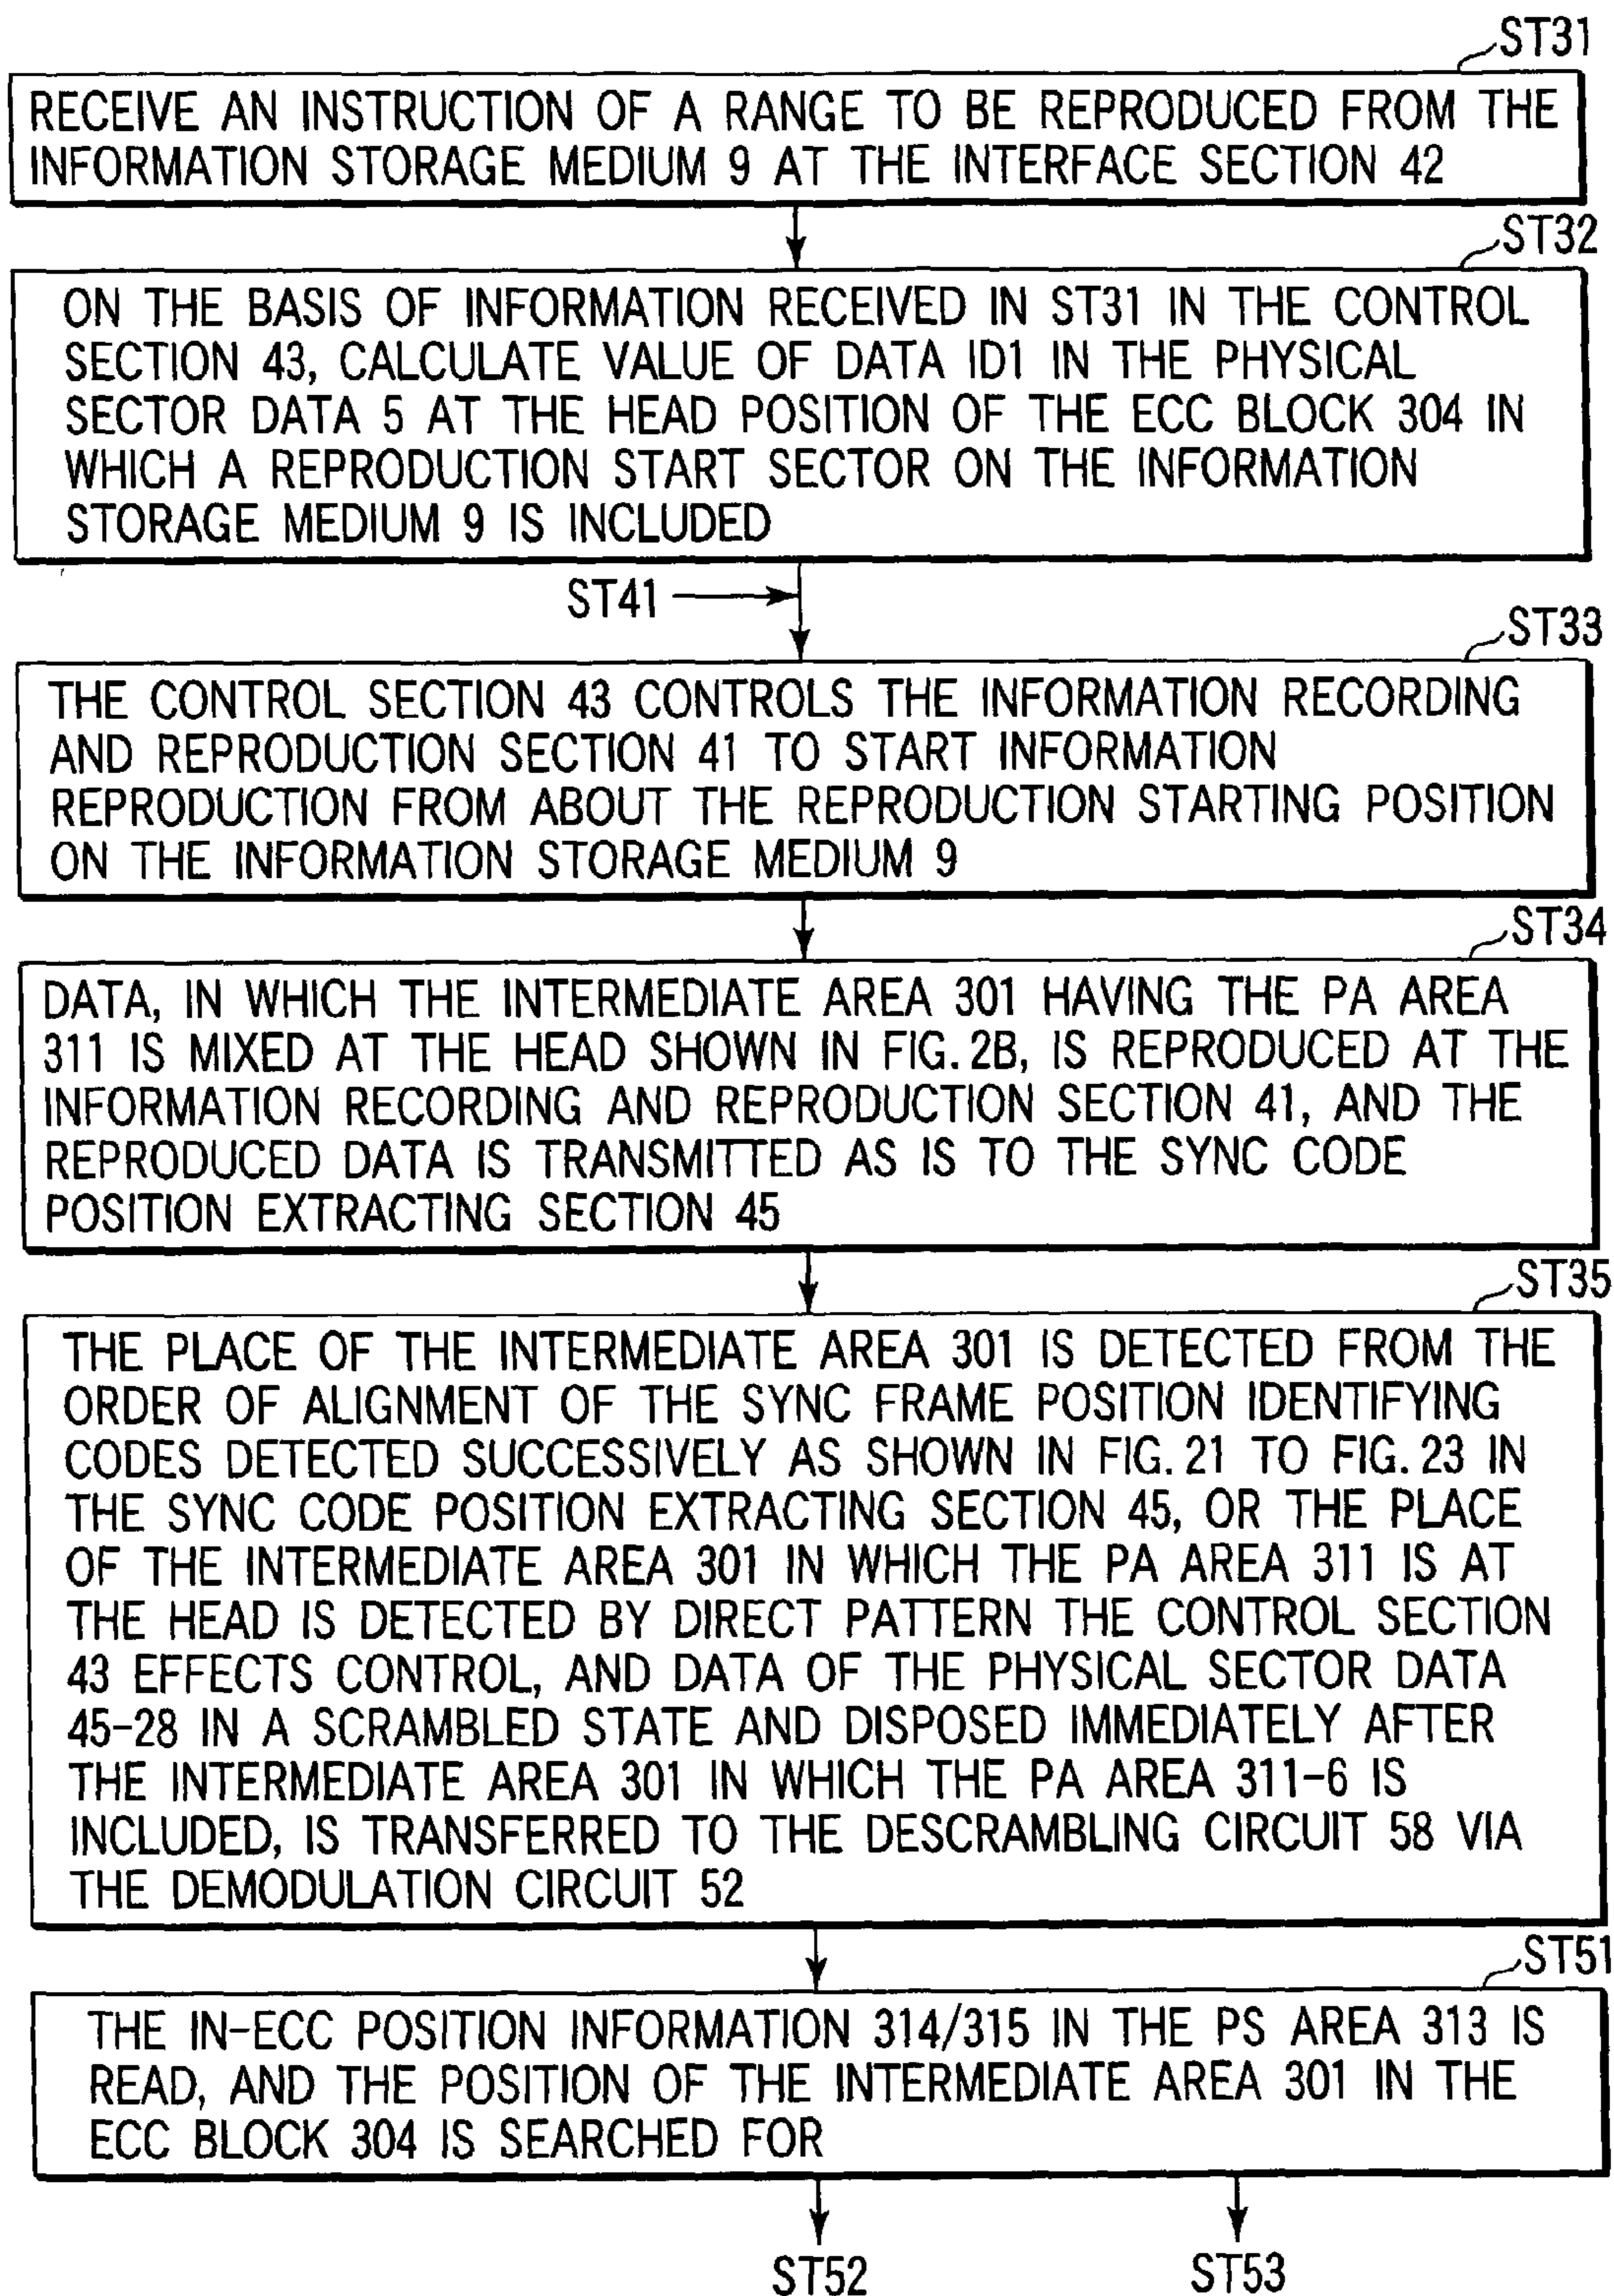 ST31
RECEIVE AN INSTRUCTION OF A RANGE TO BE REPRODUCED FROM THE
INFORMATION STORAGE MEDIUM 9 AT THE INTERFACE SECTION 42
ST32
ON THE BASIS OF INFORMATION RECEIVED IN ST31 IN THE CONTROL
SECTION 43, CALCULATE VALUE OF DATA ID1 IN THE PHYSICAL
SECTOR DATA 5 AT THE HEAD POSITION OF THE ECC BLOCK 304 IN
WHICH A REPRODUCTION START SECTOR ON THE INFORMATION
STORAGE MEDIUM 9 IS INCLUDED
ST41
ST33
THE CONTROL SECTION 43 CONTROLS THE INFORMATION RECORDING
AND REPRODUCTION SECTION 41 TO START INFORMATION
REPRODUCTION FROM ABOUT THE REPRODUCTION STARTING POSITION
ON THE INFORMATION STORAGE MEDIUM 9
ST34
DATA, IN WHICH THE INTERMEDIATE AREA 301 HAVING THE PA AREA
311 IS MIXED AT THE HEAD SHOWN IN FIG. 2B, IS REPRODUCED AT THE
INFORMATION RECORDING AND REPRODUCTION SECTION 41, AND THE
REPRODUCED DATA IS TRANSMITTED AS IS TO THE SYNC CODE
POSITION EXTRACTING SECTION 45
ST35
THE PLACE OF THE INTERMEDIATE AREA 301 IS DETECTED FROM THE
ORDER OF ALIGNMENT OF THE SYNC FRAME POSITION IDENTIFYING
CODES DETECTED SUCCESSIVELY AS SHOWN IN FIG. 21 TO FIG. 23 IN
THE SYNC CODE POSITION EXTRACTING SECTION 45, OR THE PLACE
OF THE INTERMEDIATE AREA 301 IN WHICH THE PA AREA 311 IS AT
THE HEAD IS DETECTED BY DIRECT PATTERN THE CONTROL SECTION
43 EFFECTS CONTROL, AND DATA OF THE PHYSICAL SECTOR DATA
45-28 IN A SCRAMBLED STATE AND DISPOSED IMMEDIATELY AFTER
THE INTERMEDIATE AREA 301 IN WHICH THE PA AREA 311-6 IS
INCLUDED, IS TRANSFERRED TO THE DESCRAMBLING CIRCUIT 58 VIA
THE DEMODULATION CIRCUIT 52
ST51
THE IN-ECC POSITION INFORMATION 314/315 IN THE PS AREA 313 IS
READ, AND THE POSITION OF THE INTERMEDIATE AREA 301 IN THE
ECC BLOCK 304 IS SEARCHED FOR
ST52
ST53